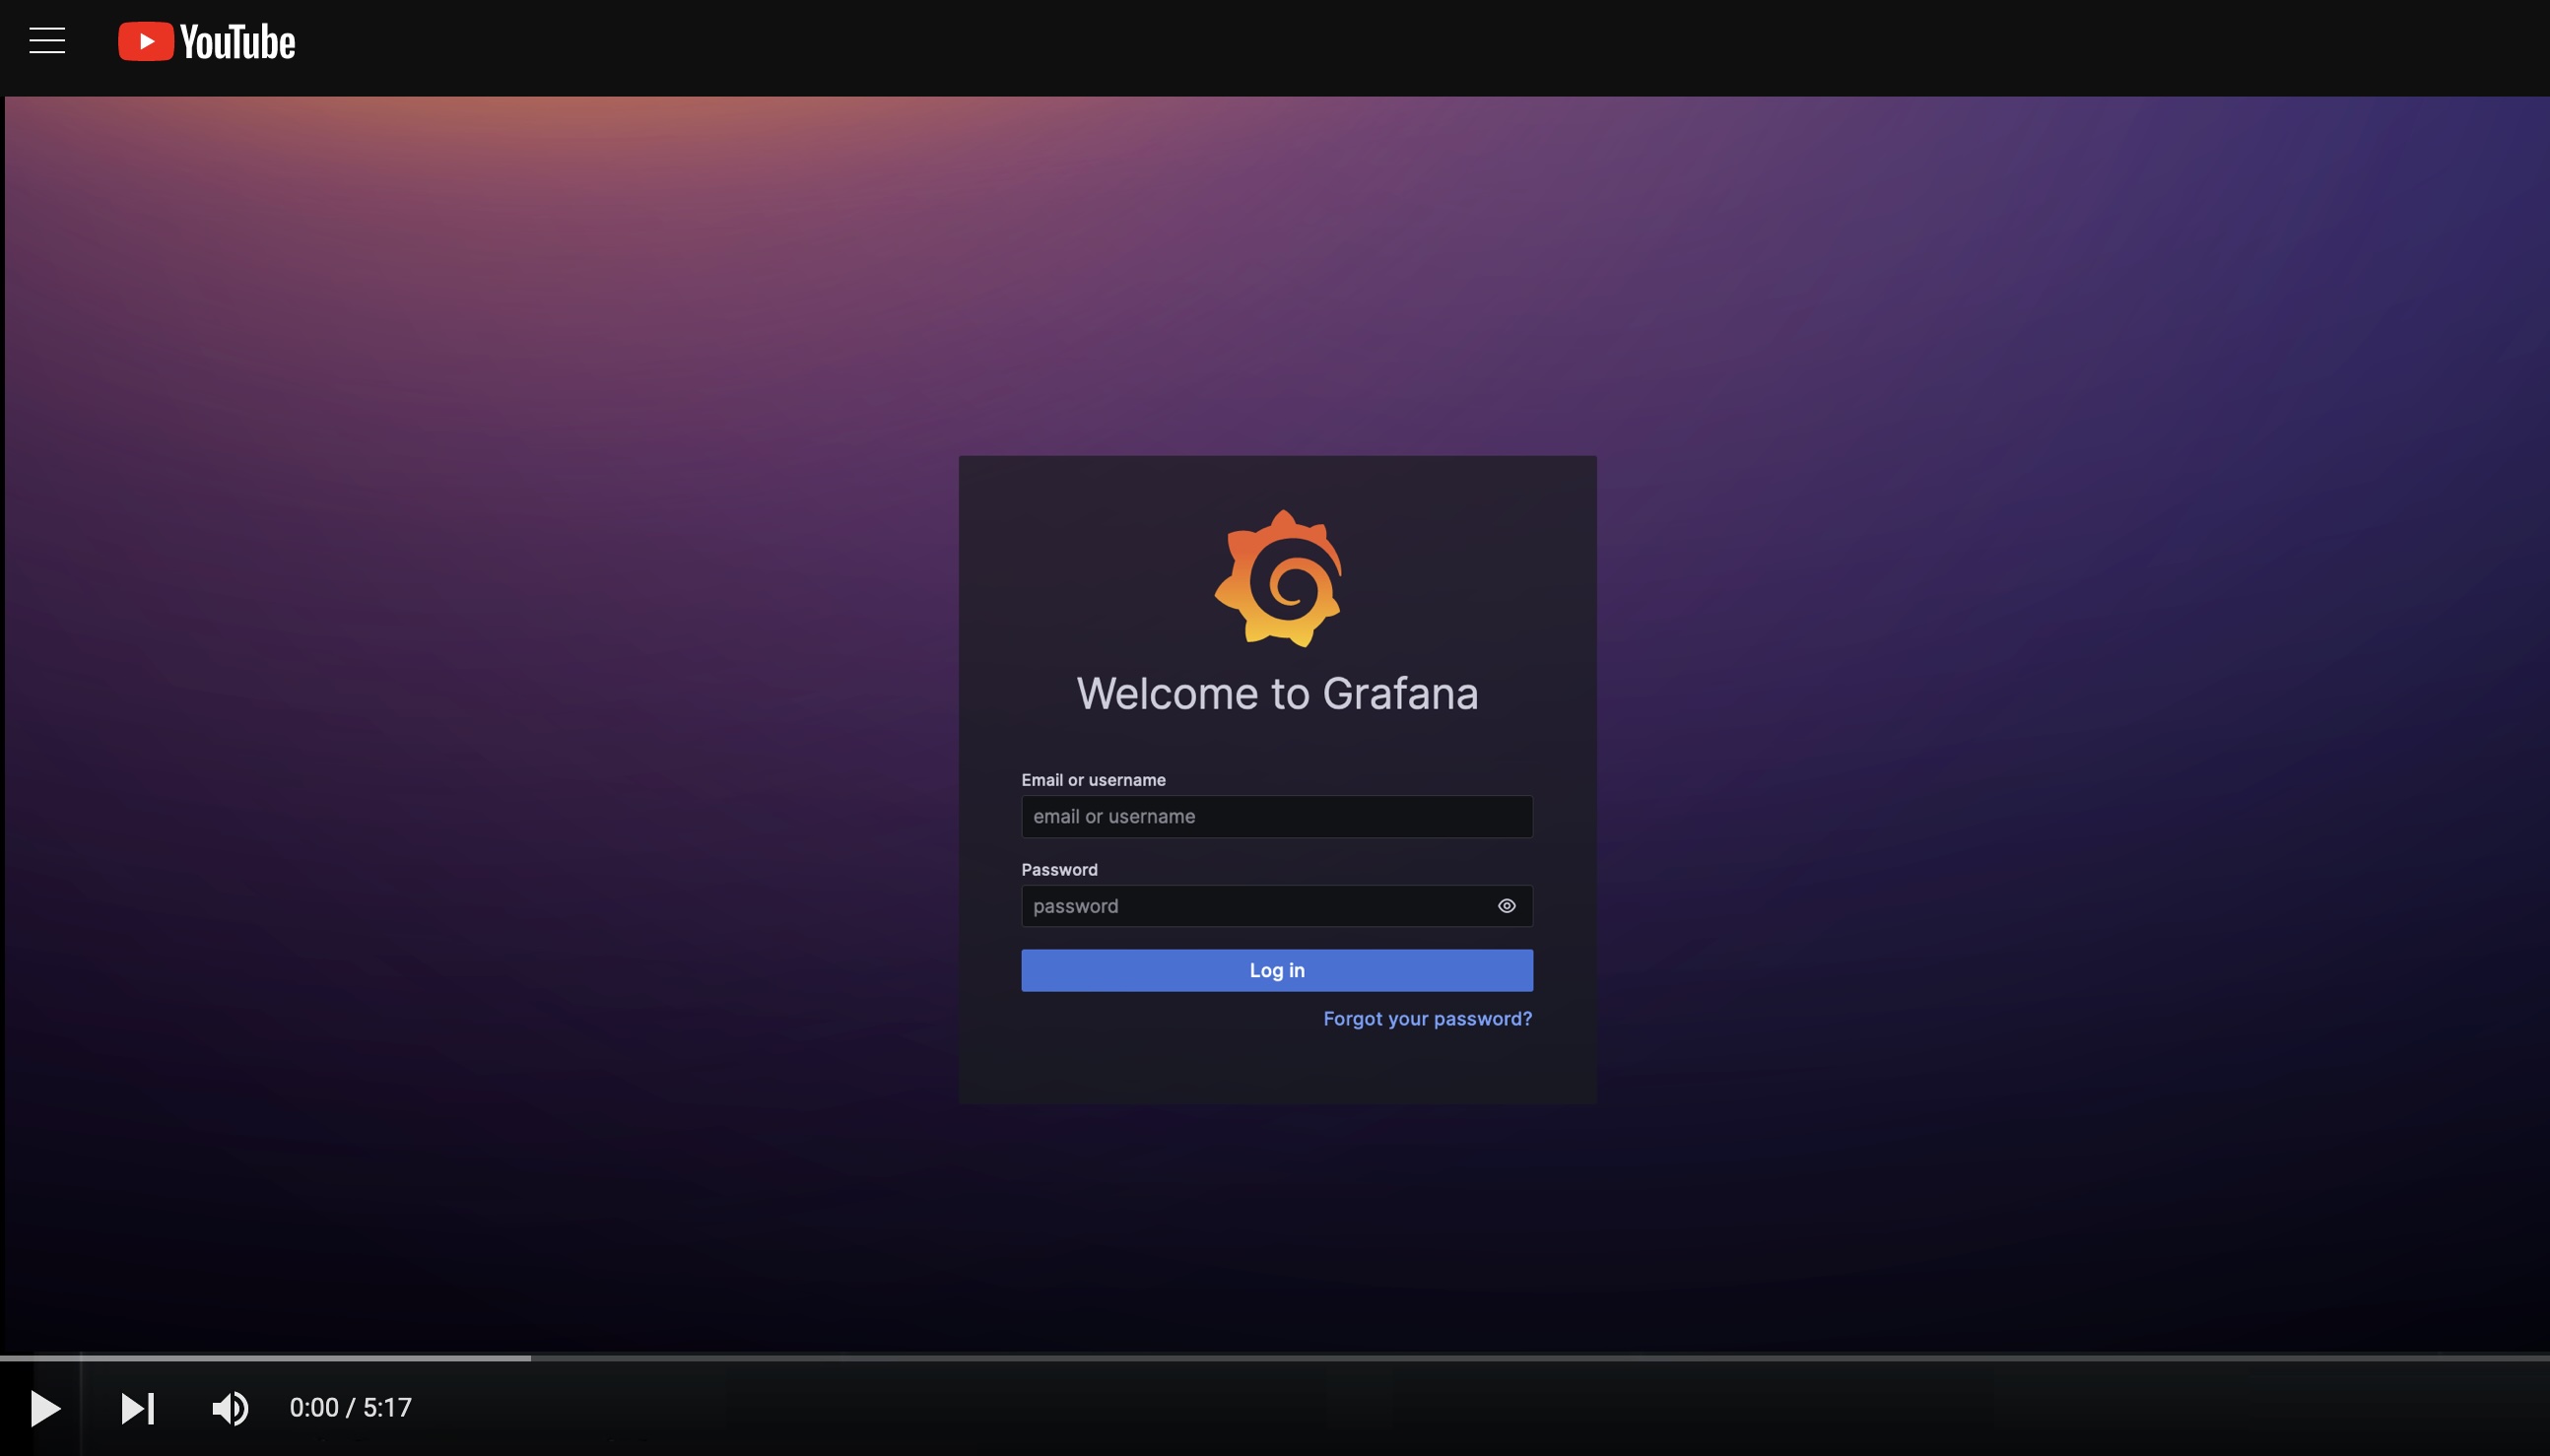 YouTube
Welcome to Grafana
Email or username
email or username
Password
password
Log in
Forgot your password?
0:00 / 5:17